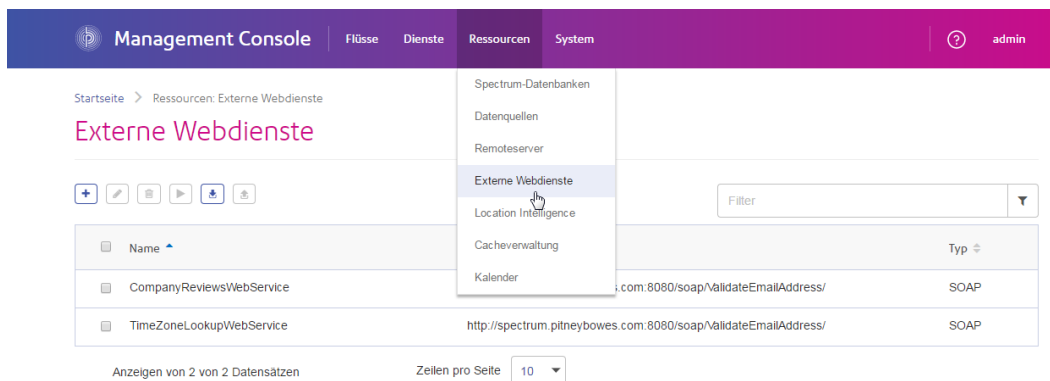 Management Console Flüsse Dienste Ressourcen System ? admin
Startseite > Ressourcen: Externe Webdienste
Externe Webdienste
Spectrum-Datenbanken
Datenquellen
Remoteserver
Externe Webdienste
Location Intelligence
Cacheverwaltung
Kalender
Filter
Name Typ
CompanyReviewsWebService .com:8080/soap/ValidateEmailAddress/ SOAP
TimeZoneLookupWebService http://spectrum.pitneybowes.com:8080/soap/ValidateEmailAddress/ SOAP
Anzeigen von 2 von 2 Datensätzen Zeilen pro Seite 10